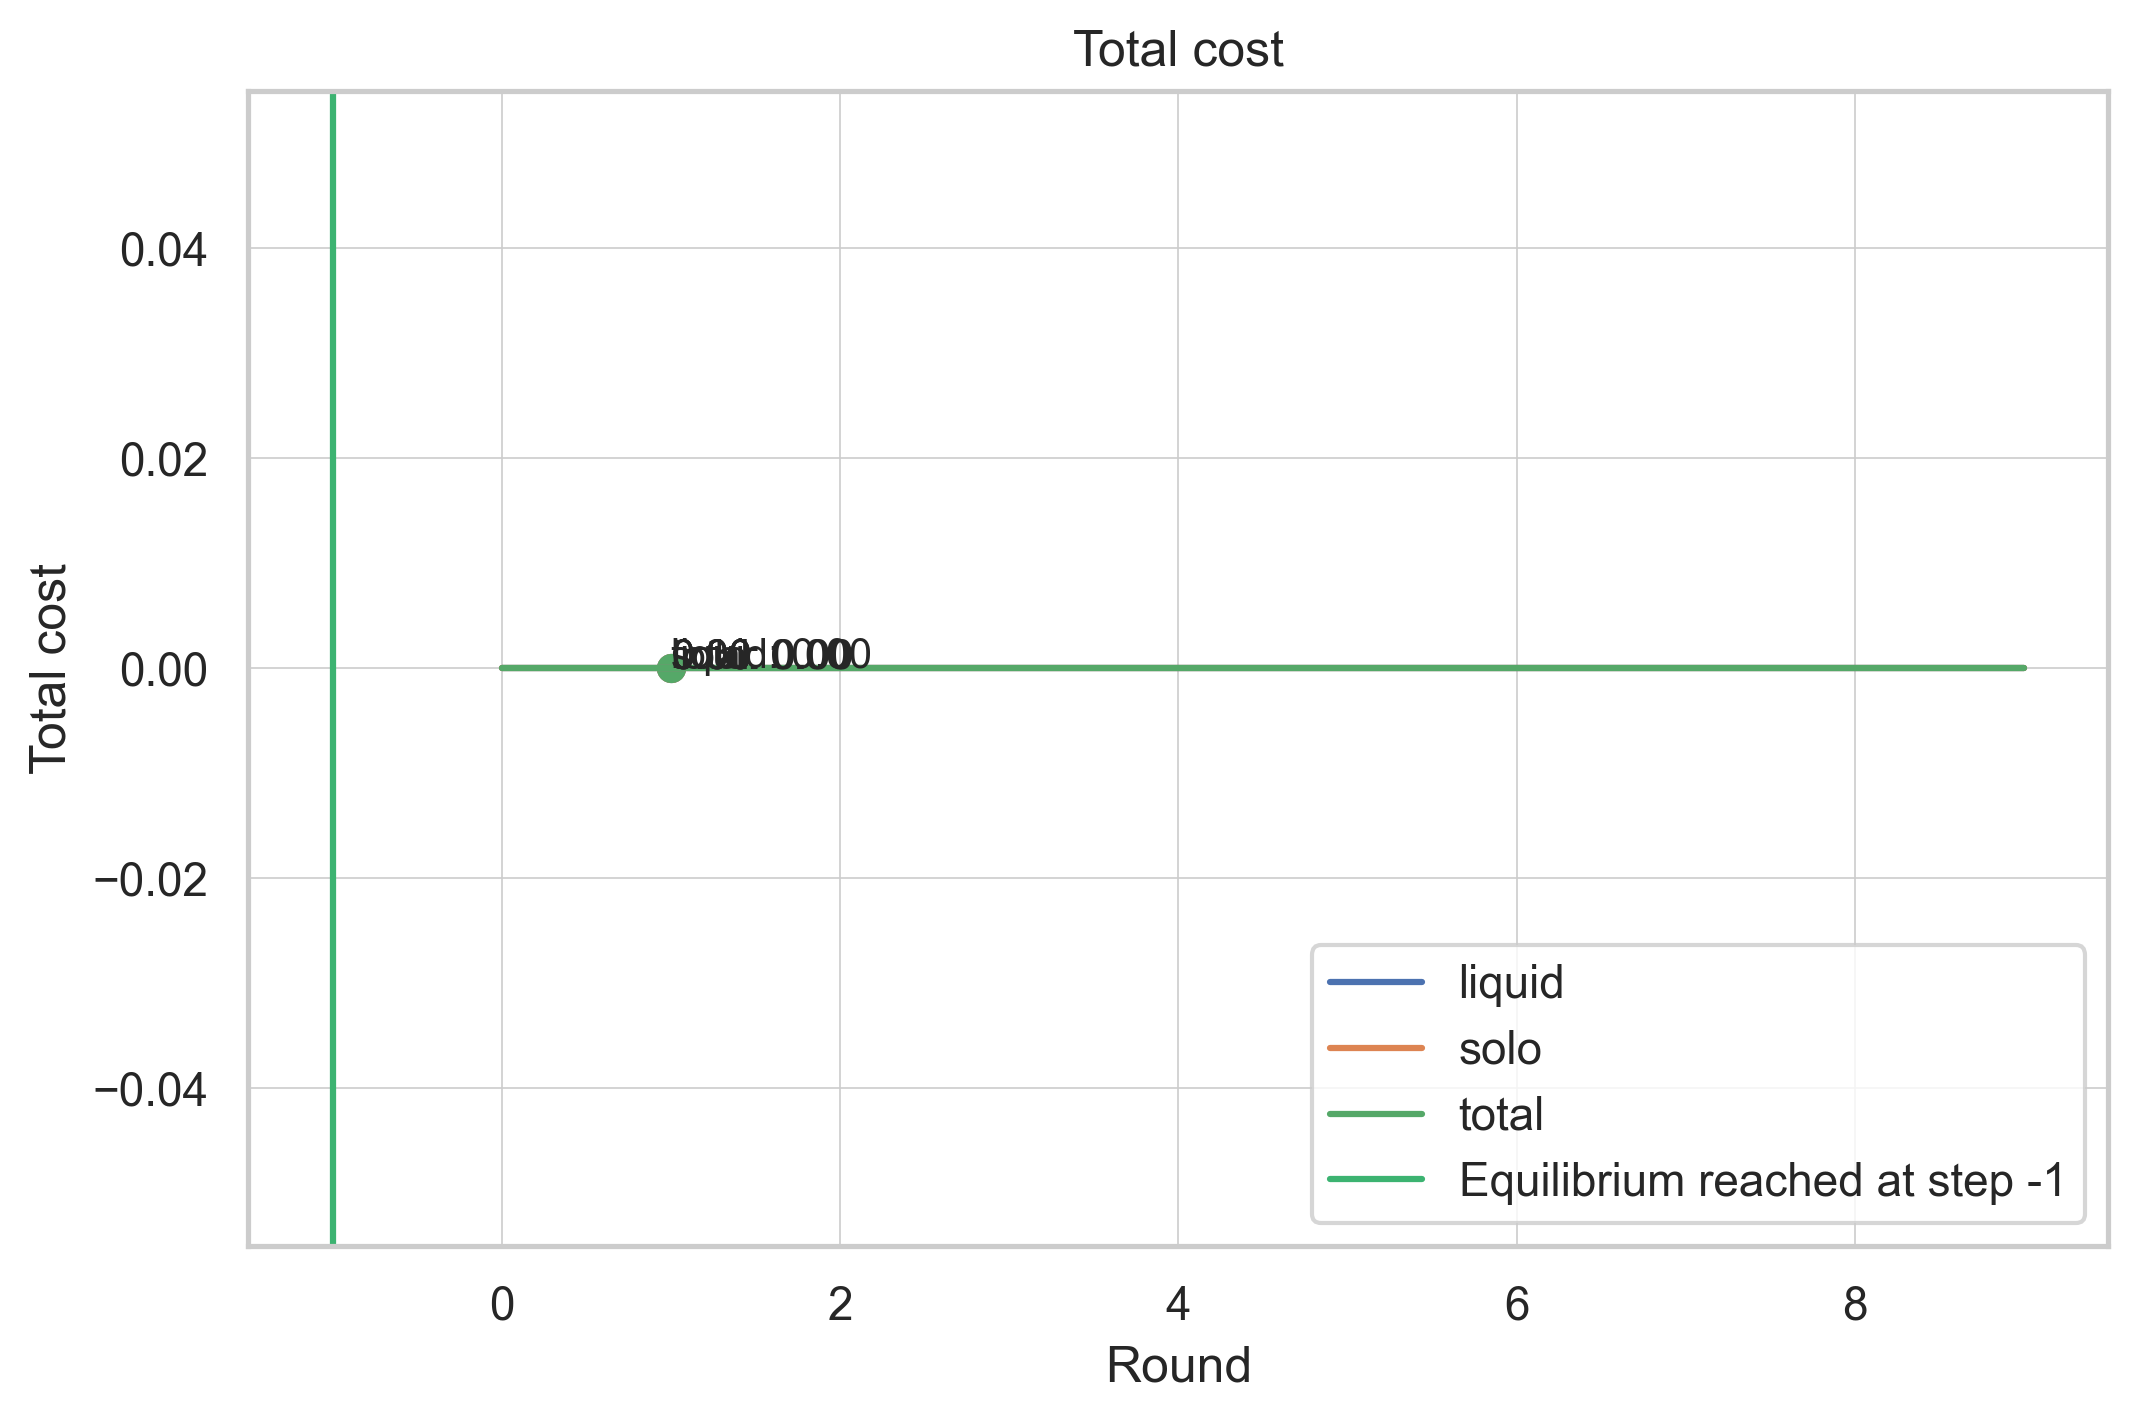 Total cost
0.04
0.02
0.00
−0.02
−0.04
Total cost
0
2
4
6
8
Round
liquid
solo
total
Equilibrium reached at step -1